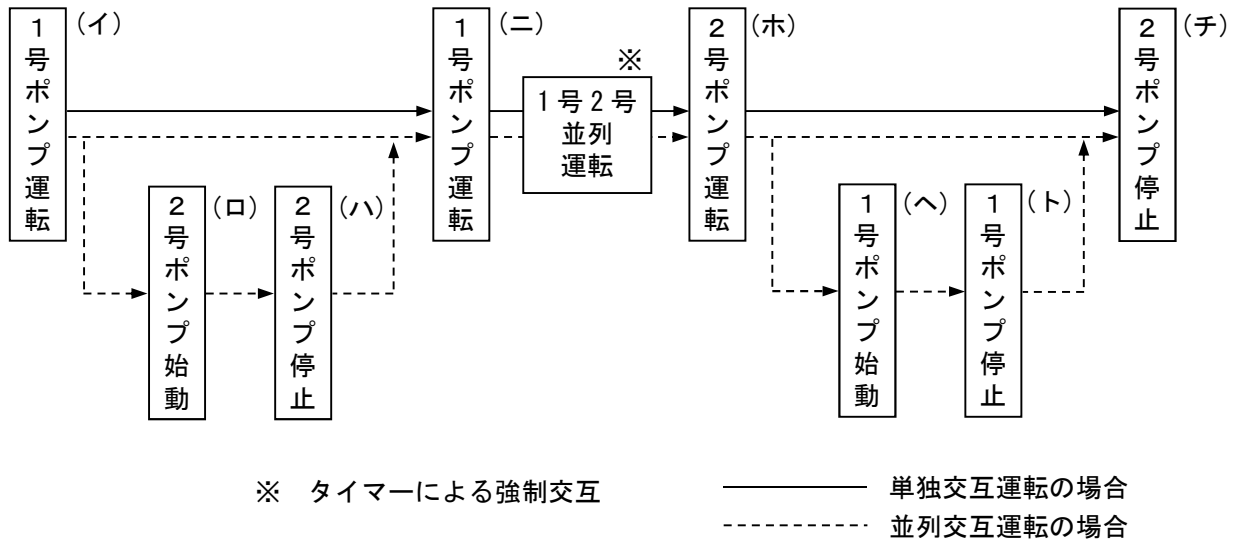 1号ポンプ運転
(イ)
2号ポンプ始動
(ロ)
2号ポンプ停止
(ハ)
1号ポンプ運転
(ニ)
※
1号2号
並列
運転
2号ポンプ運転
(ホ)
1号ポンプ始動
(ヘ)
1号ポンプ停止
(ト)
2号ポンプ停止
(チ)
※ タイマーによる強制交互
単独交互運転の場合
並列交互運転の場合